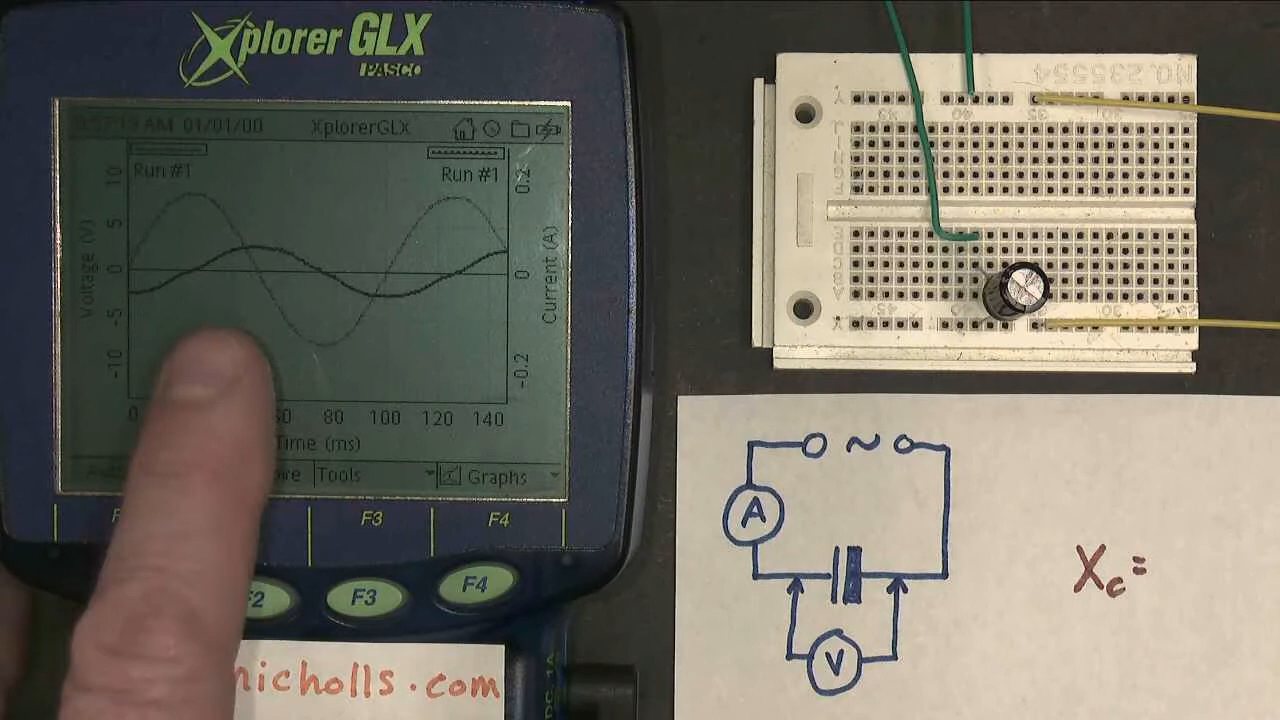 Xplorer GLX
PASCO
AM 01/01/00 XplorerGLX
Run #1 Run #1
10 5 0 -5 -10
Voltage (V)
0.2 0 -0.2
Current (A)
0 80 100 120 140
Time (ms)
Tools Graphs
F3 F4
F2 F3 F4
nicholls.com
NO.235554
A
V
Xc=